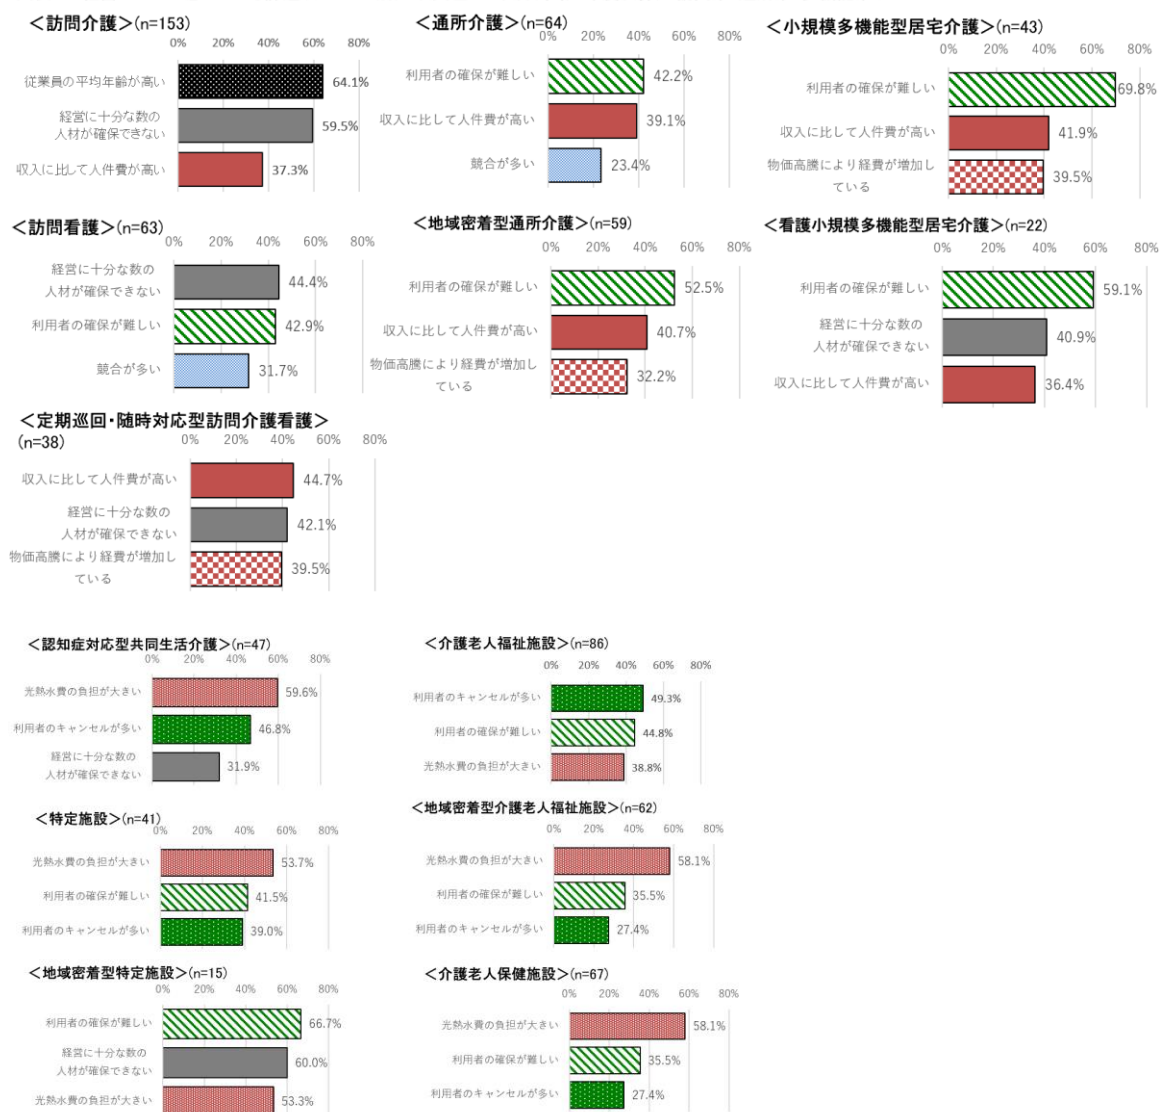 <訪問介護>(n=153)
0% 20% 40% 60% 80%
従業員の平均年齢が高い 64.1%
経営に十分な数の
人材が確保できない 59.5%
収入に比して人件費が高い 37.3%
<通所介護>(n=64)
0% 20% 40% 60% 80%
利用者の確保が難しい 42.2%
収入に比して人件費が高い 39.1%
競合が多い 23.4%
<小規模多機能型居宅介護>(n=43)
0% 20% 40% 60% 80%
利用者の確保が難しい 69.8%
収入に比して人件費が高い 41.9%
物価高騰により経費が増加し
ている 39.5%
<訪問看護>(n=63)
0% 20% 40% 60% 80%
経営に十分な数の
人材が確保できない 44.4%
利用者の確保が難しい 42.9%
競合が多い 31.7%
<地域密着型通所介護>(n=59)
0% 20% 40% 60% 80%
利用者の確保が難しい 52.5%
収入に比して人件費が高い 40.7%
物価高騰により経費が増加し
ている 32.2%
<看護小規模多機能型居宅介護>(n=22)
0% 20% 40% 60% 80%
利用者の確保が難しい 59.1%
経営に十分な数の
人材が確保できない 40.9%
収入に比して人件費が高い 36.4%
<定期巡回・随時対応型訪問介護看護>
(n=38) 0% 20% 40% 60% 80%
収入に比して人件費が高い 44.7%
経営に十分な数の
人材が確保できない 42.1%
物価高騰により経費が増加し
ている 39.5%
<認知症対応型共同生活介護>(n=47)
0% 20% 40% 60% 80%
光熱水費の負担が大きい 59.6%
利用者のキャンセルが多い 46.8%
経営に十分な数の
人材が確保できない 31.9%
<介護老人福祉施設>(n=86)
0% 20% 40% 60% 80%
利用者のキャンセルが多い 49.3%
利用者の確保が難しい 44.8%
光熱水費の負担が大きい 38.8%
<特定施設>(n=41)
0% 20% 40% 60% 80%
光熱水費の負担が大きい 53.7%
利用者の確保が難しい 41.5%
利用者のキャンセルが多い 39.0%
<地域密着型介護老人福祉施設>(n=62)
0% 20% 40% 60% 80%
光熱水費の負担が大きい 58.1%
利用者の確保が難しい 35.5%
利用者のキャンセルが多い 27.4%
<地域密着型特定施設>(n=15)
0% 20% 40% 60% 80%
利用者の確保が難しい 66.7%
経営に十分な数の
人材が確保できない 60.0%
光熱水費の負担が大きい 53.3%
<介護老人保健施設>(n=67)
0% 20% 40% 60% 80%
光熱水費の負担が大きい 58.1%
利用者の確保が難しい 35.5%
利用者のキャンセルが多い 27.4%